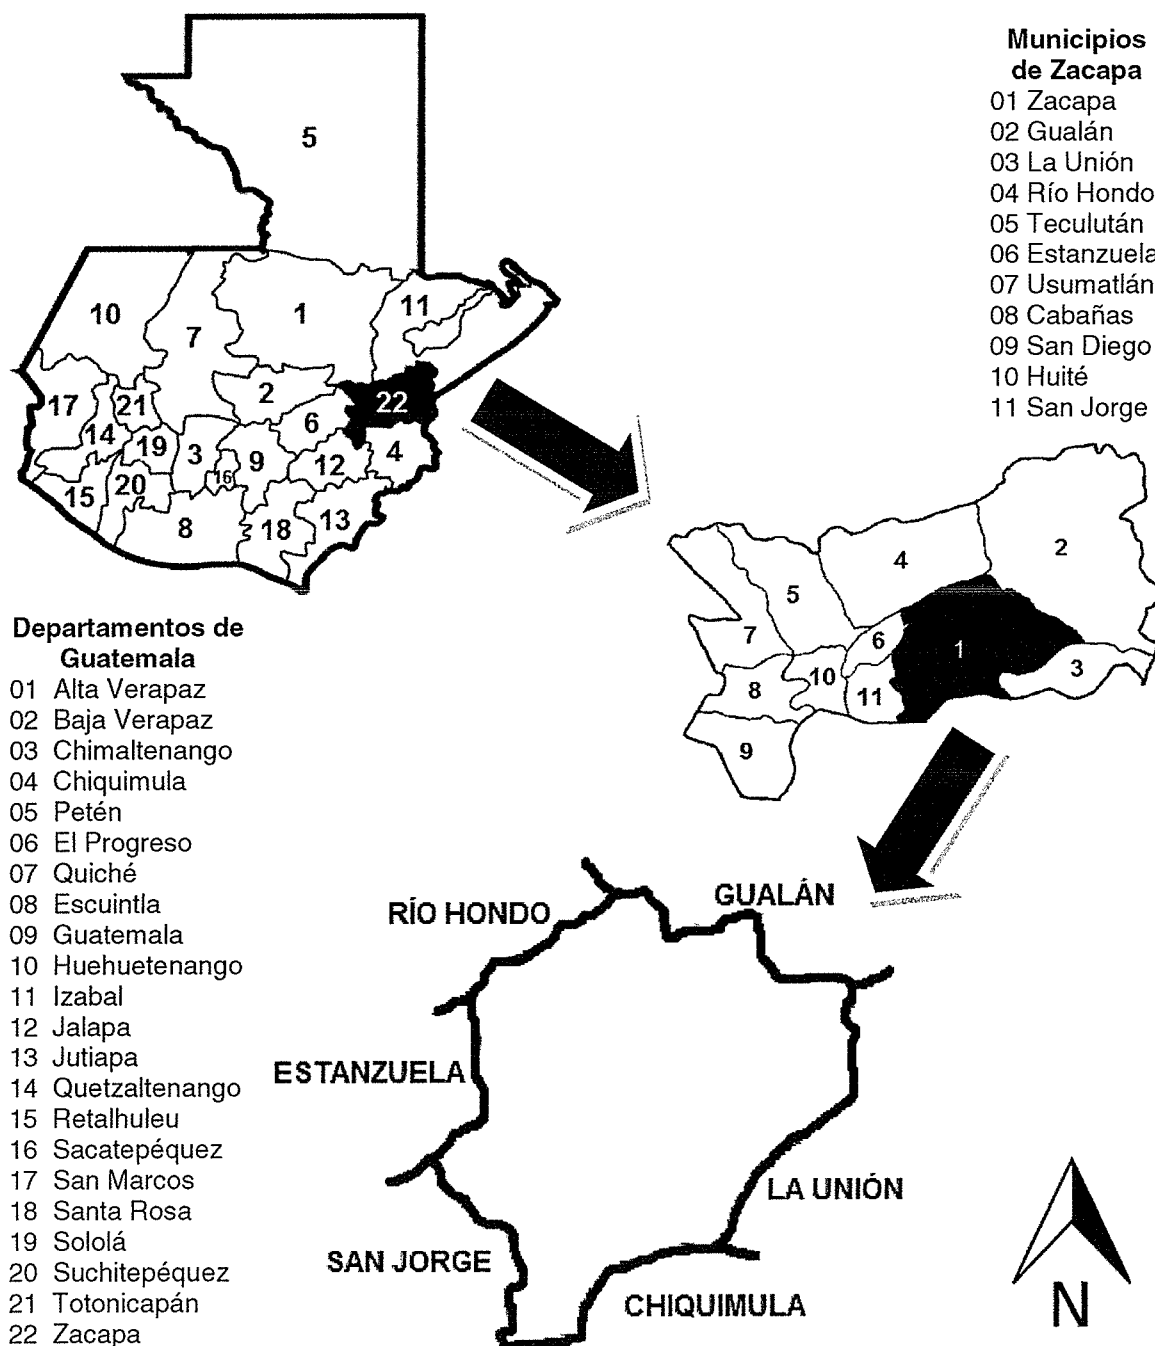 Municipios
de Zacapa
01 Zacapa
02 Gualán
03 La Unión
04 Río Hondo
05 Teculután
06 Estanzuela
07 Usumatlán
08 Cabañas
09 San Diego
10 Huité
11 San Jorge
5
11
10
1
7
2
22
17
21
6
14
19
3
9
12
4
16
15
20
8
18
13
2
4
5
7
6
1
3
8
10
11
9
Departamentos de
Guatemala
01 Alta Verapaz
02 Baja Verapaz
03 Chimaltenango
04 Chiquimula
05 Petén
06 El Progreso
07 Quiché
08 Escuintla
09 Guatemala
10 Huehuetenango
11 Izabal
12 Jalapa
13 Jutiapa
14 Quetzaltenango
15 Retalhuleu
16 Sacatepéquez
17 San Marcos
18 Santa Rosa
19 Sololá
20 Suchitepéquez
21 Totonicapán
22 Zacapa
RÍO HONDO
GUALÁN
ESTANZUELA
LA UNIÓN
SAN JORGE
CHIQUIMULA
N